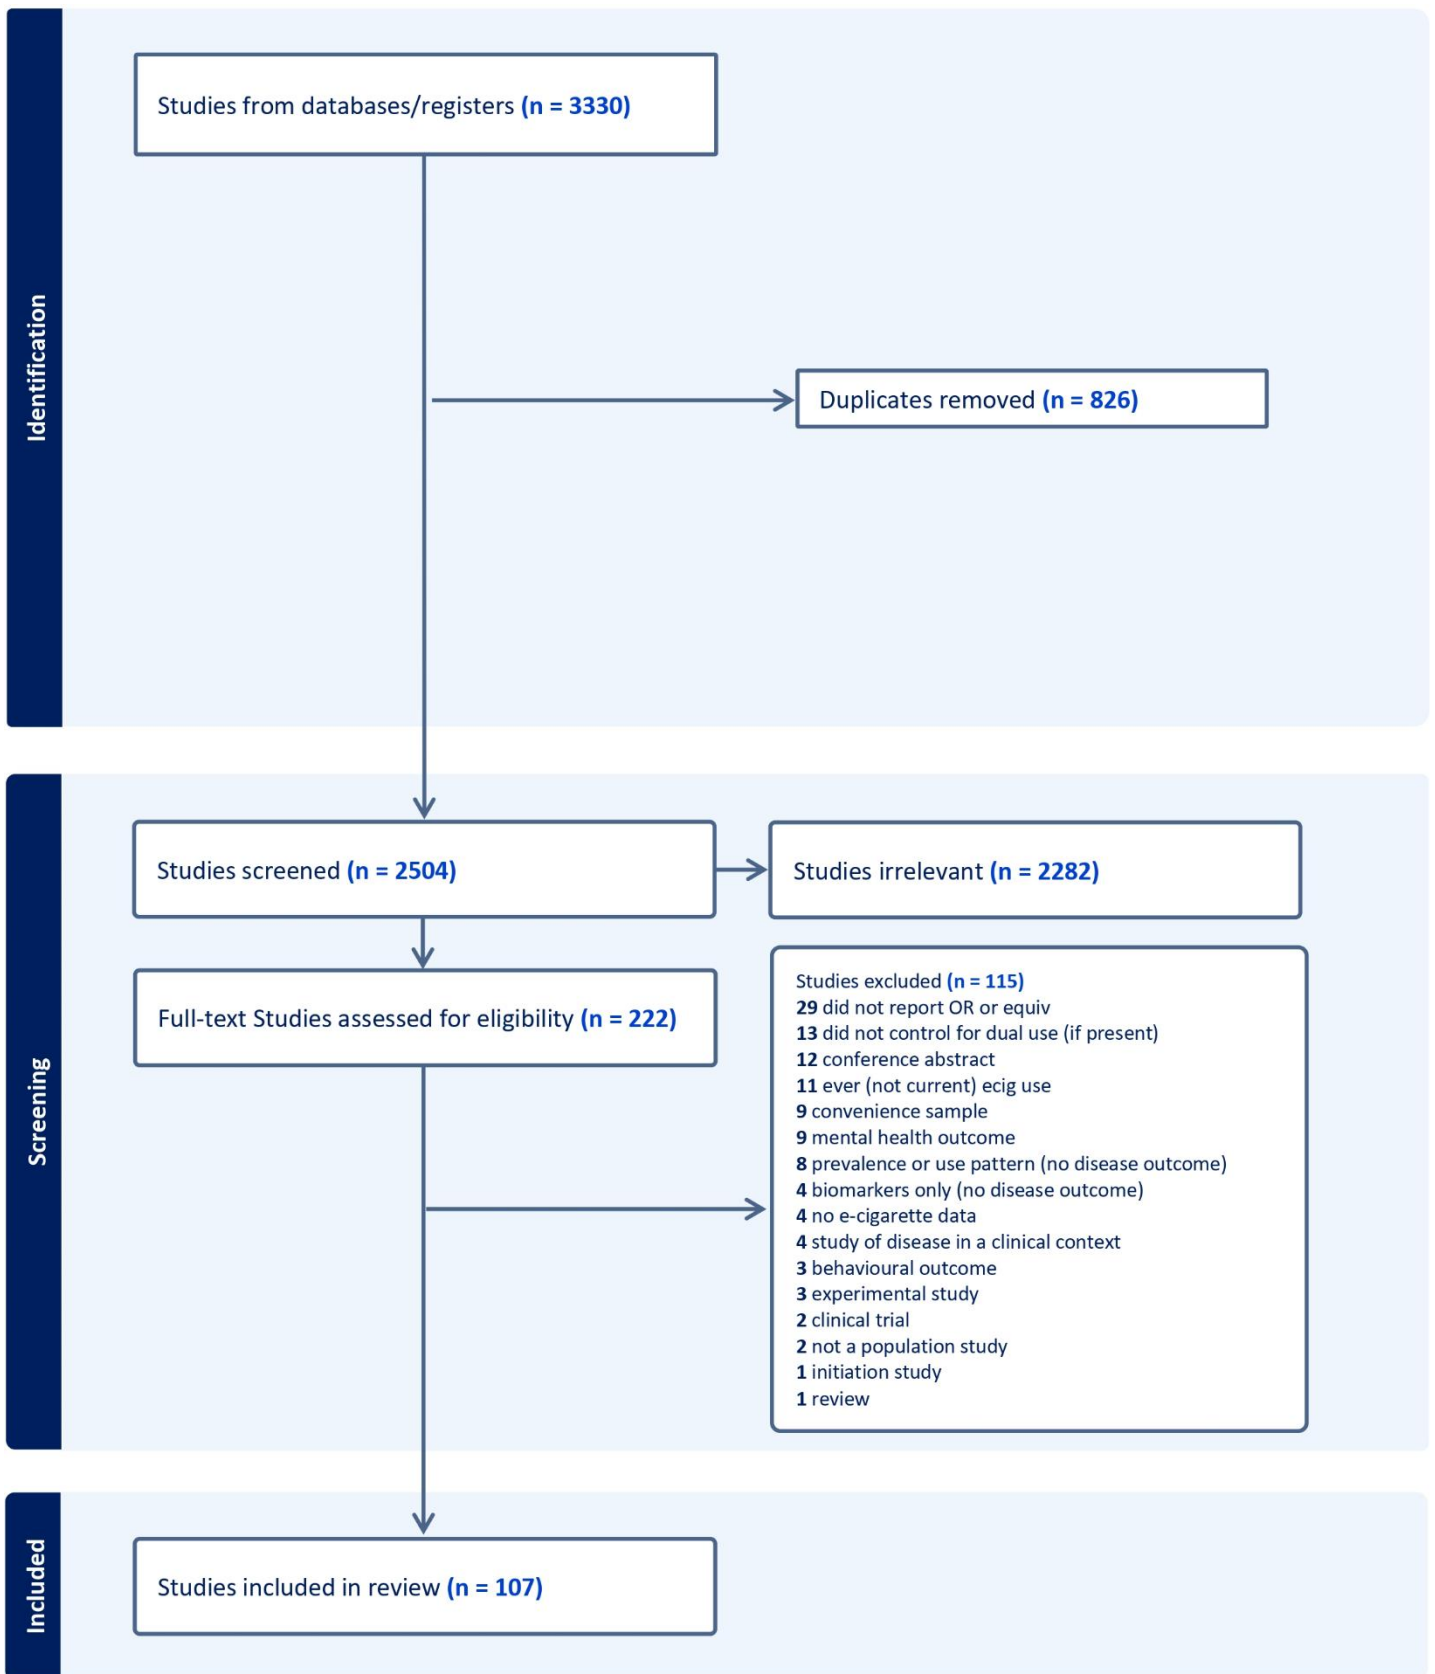 Identification
Studies from databases/registers (n = 3330)
Duplicates removed (n = 826)
Screening
Studies screened (n = 2504)
Studies irrelevant (n = 2282)
Full-text Studies assessed for eligibility (n = 222)
Studies excluded (n = 115)
29 did not report OR or equiv
13 did not control for dual use (if present)
12 conference abstract
11 ever (not current) ecig use
9 convenience sample
9 mental health outcome
8 prevalence or use pattern (no disease outcome)
4 biomarkers only (no disease outcome)
4 no e-cigarette data
4 study of disease in a clinical context
3 behavioural outcome
3 experimental study
2 clinical trial
2 not a population study
1 initiation study
1 review
Included
Studies included in review (n = 107)